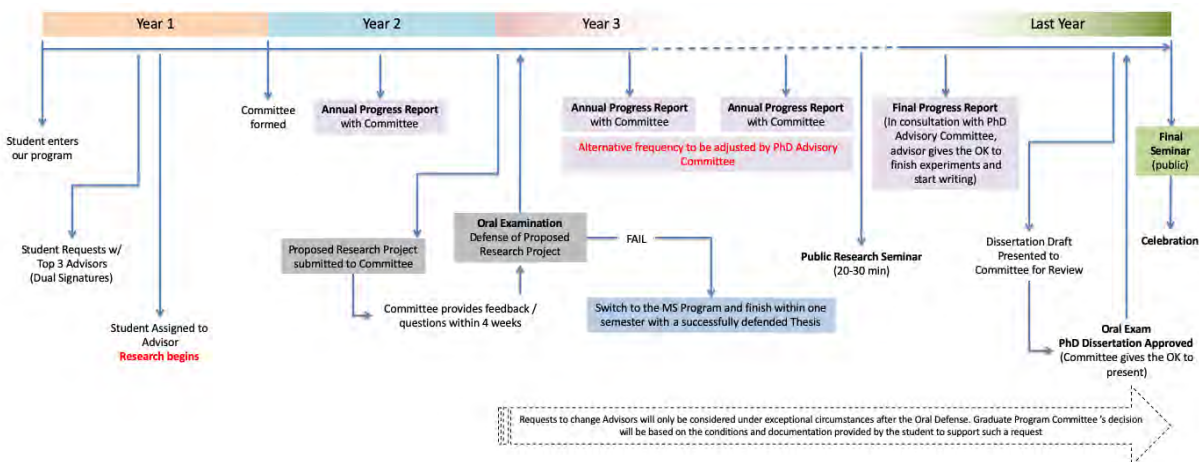 Year 1
Year 2
Year 3
Last Year
Student enters
our program
Student Requests w/
Top 3 Advisors
(Dual Signatures)
Student Assigned to
Advisor
Research begins
Committee
formed
Annual Progress Report
with Committee
Proposed Research Project
submitted to Committee
Committee provides feedback /
questions within 4 weeks
Oral Examination
Defense of Proposed
Research Project
FAIL
Switch to the MS Program and finish within one
semester with a successfully defended Thesis
Annual Progress Report
with Committee
Annual Progress Report
with Committee
Alternative frequency to be adjusted by PhD Advisory
Committee
Public Research Seminar
(20-30 min)
Final Progress Report
(In consultation with PhD
Advisory Committee,
advisor gives the OK to
finish experiments and
start writing)
Dissertation Draft
Presented to
Committee for Review
Oral Exam
PhD Dissertation Approved
(Committee gives the OK to
present)
Final
Seminar
(public)
Celebration
Requests to change Advisors will only be considered under exceptional circumstances after the Oral Defense. Graduate Program Committee's decision
will be based on the conditions and documentation provided by the student to support such a request